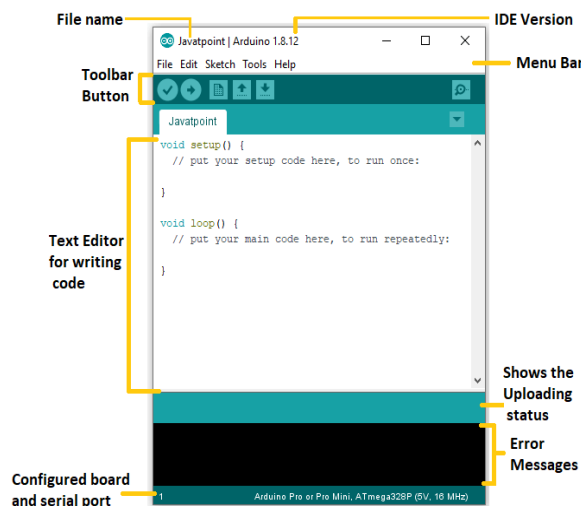 File name
IDE Version
Javatpoint | Arduino 1.8.12
File Edit Sketch Tools Help
Menu Bar
Toolbar
Button
Javatpoint
void setup() {
// put your setup code here, to run once:
}
void loop() {
// put your main code here, to run repeatedly:
}
Text Editor
for writing
code
Shows the
Uploading
status
Error
Messages
Configured board
and serial port
1
Arduino Pro or Pro Mini, ATmega328P (5V, 16 MHz)